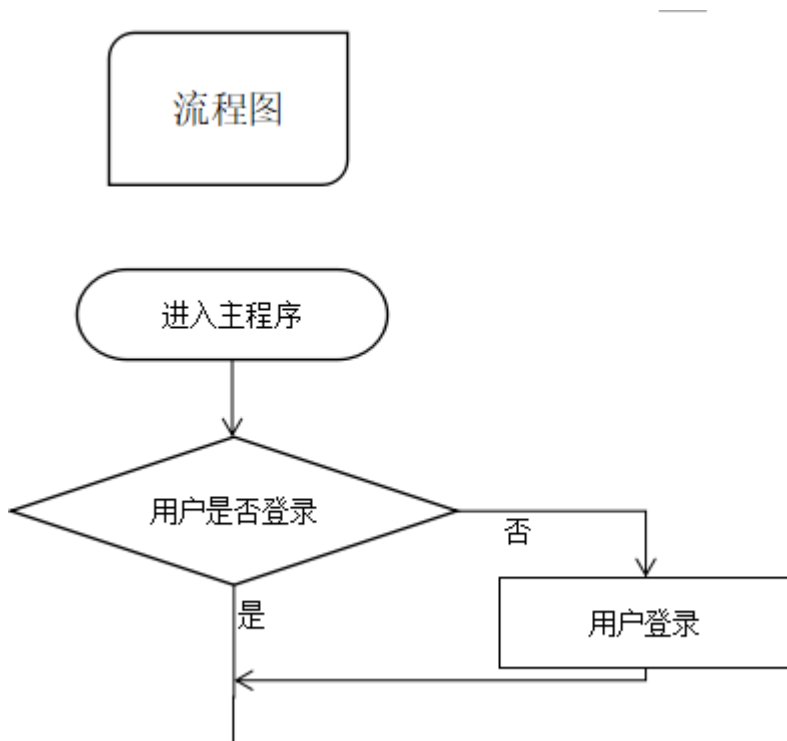 流程图
进入主程序
用户是否登录
否
是
用户登录